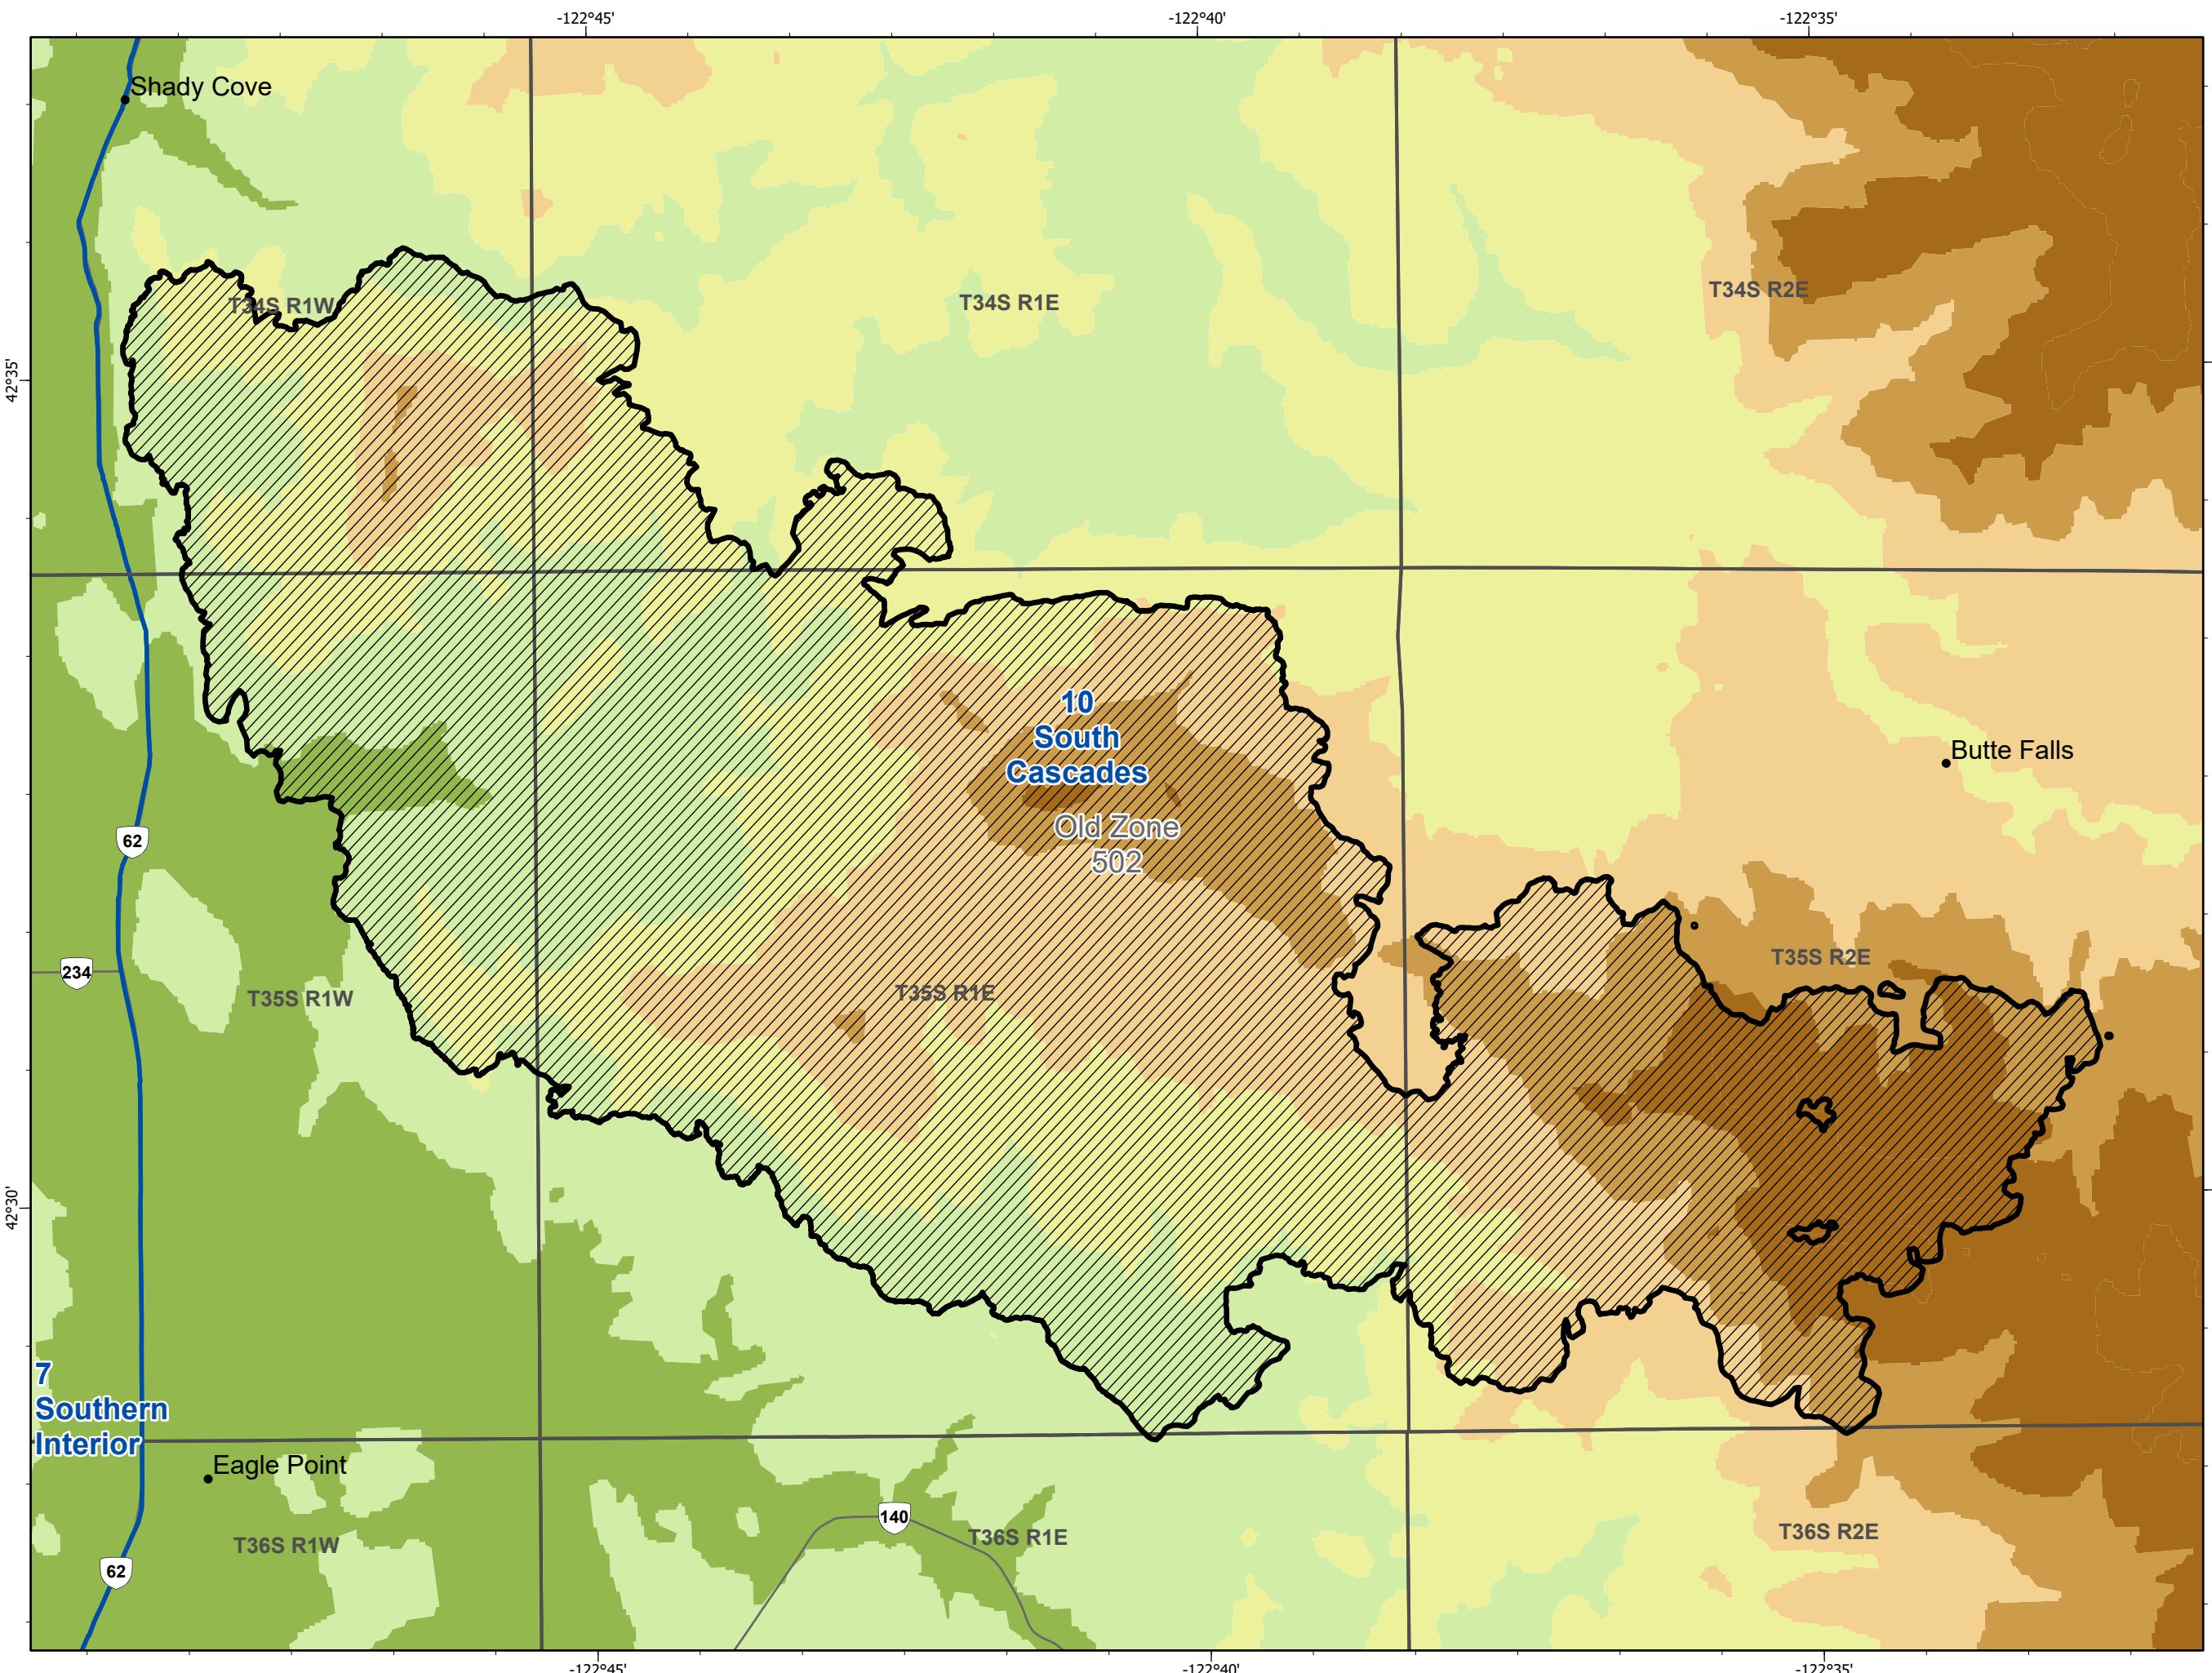 -122°45'
-122°40'
-122°35'
Shady Cove
T34S R1W
T34S R1E
T34S R2E
42°35'
10
South
Cascades
Butte Falls
Old Zone
502
62
234
T35S R1W
T35S R1E
T35S R2E
42°30'
7
Southern
Interior
Eagle Point
140
T36S R1W
T36S R1E
T36S R2E
62
-122°45'
-122°40'
-122°35'